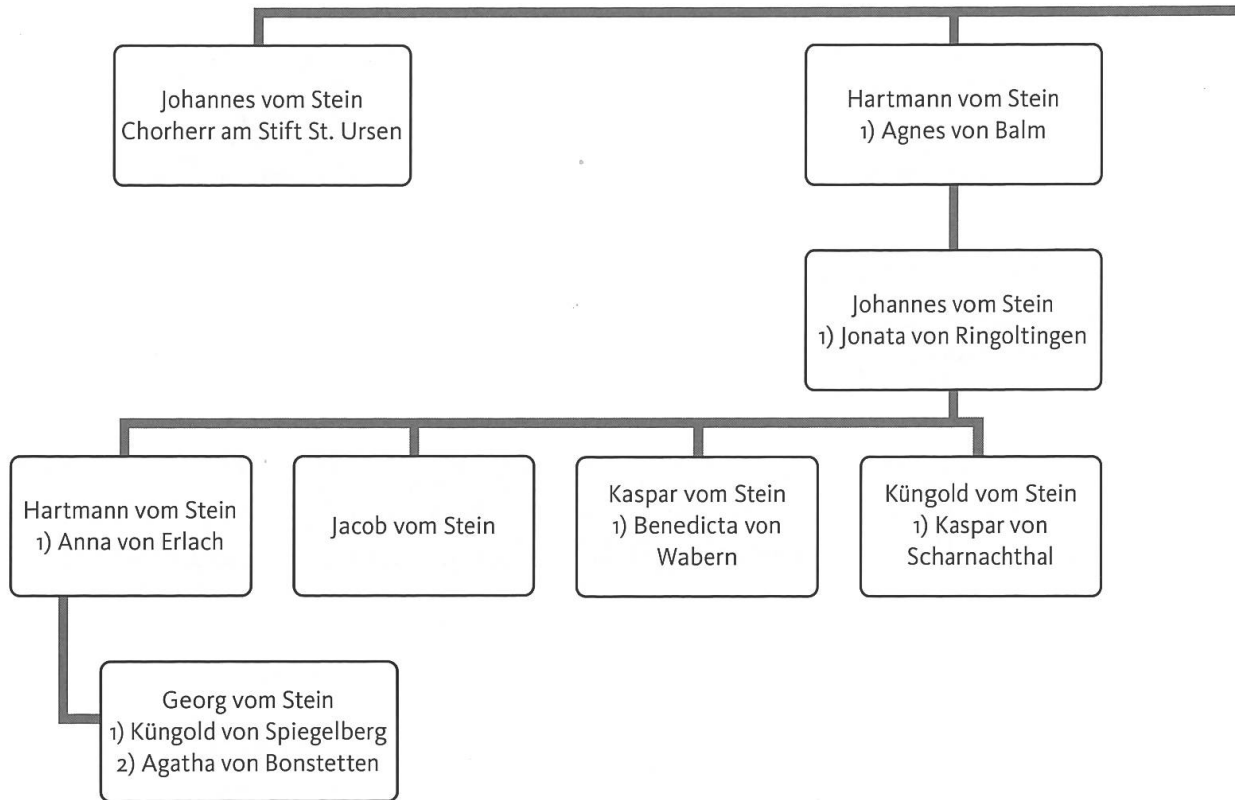 Johannes vom Stein
Chorherr am Stift St. Ursen
Hartmann vom Stein
1) Agnes von Balm
Johannes vom Stein
1) Jonata von Ringoltingen
Hartmann vom Stein
1) Anna von Erlach
Jacob vom Stein
Kaspar vom Stein
1) Benedicta von
Wabern
Küngold vom Stein
1) Kaspar von
Scharnachthal
Georg vom Stein
1) Küngold von Spiegelberg
2) Agatha von Bonstetten